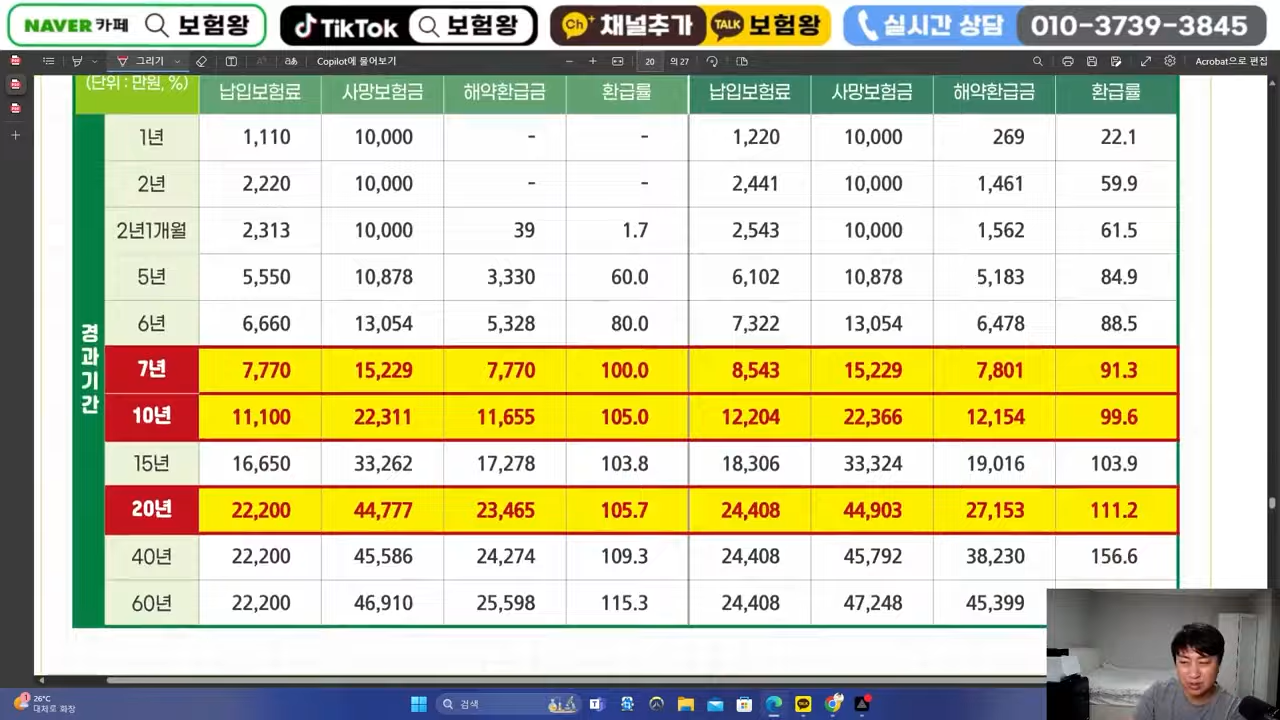 NAVER 카페 보험왕 TikTok 보험왕 Ch+ 채널추가 TALK 보험왕 실시간 상담 010-3739-3845
그리기 Copilot에 물어보기 20 의 27 Acrobat으로 편집
(단위 : 만원, %) 납입보험료 사망보험금 해약환급금 환급률 납입보험료 사망보험금 해약환급금 환급률
경과기간
1년 1,110 10,000 - - 1,220 10,000 269 22.1
2년 2,220 10,000 - - 2,441 10,000 1,461 59.9
2년1개월 2,313 10,000 39 1.7 2,543 10,000 1,562 61.5
5년 5,550 10,878 3,330 60.0 6,102 10,878 5,183 84.9
6년 6,660 13,054 5,328 80.0 7,322 13,054 6,478 88.5
7년 7,770 15,229 7,770 100.0 8,543 15,229 7,801 91.3
10년 11,100 22,311 11,655 105.0 12,204 22,366 12,154 99.6
15년 16,650 33,262 17,278 103.8 18,306 33,324 19,016 103.9
20년 22,200 44,777 23,465 105.7 24,408 44,903 27,153 111.2
40년 22,200 45,586 24,274 109.3 24,408 45,792 38,230 156.6
60년 22,200 46,910 25,598 115.3 24,408 47,248 45,399
26°C
대체로 화창
검색